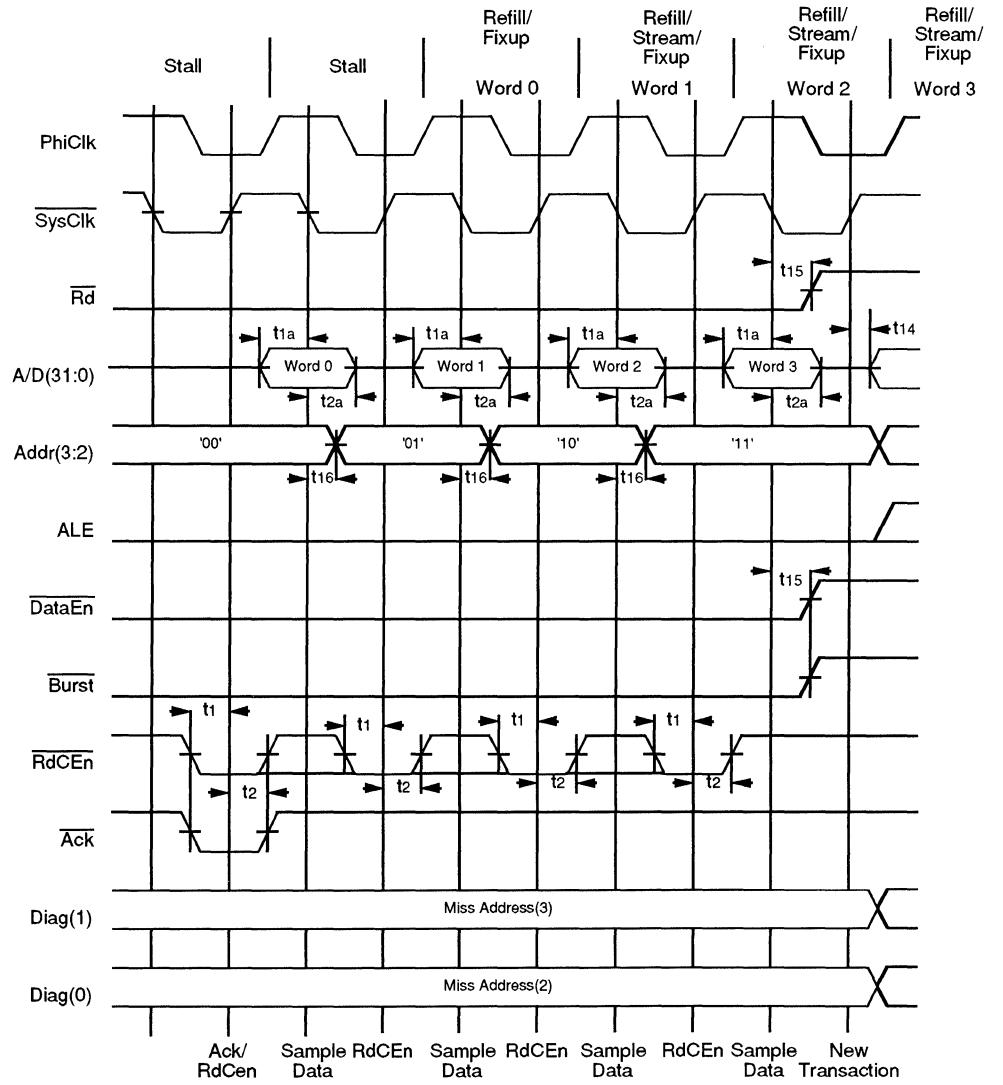 Stall
Stall
Refill/
Fixup
Word 0
Refill/
Stream/
Fixup
Word 1
Refill/
Stream/
Fixup
Word 2
Refill/
Stream/
Fixup
Word 3
PhiClk
SysClk
Rd
t15
A/D(31:0)
t1a
t1a
t1a
t1a
t14
Word 0
Word 1
Word 2
Word 3
t2a
t2a
t2a
t2a
Addr(3:2)
'00'
'01'
'10'
'11'
t16
t16
t16
ALE
DataEn
t15
Burst
RdCEn
t1
t1
t1
t1
t2
t2
t2
t2
Ack
Diag(1)
Miss Address(3)
Diag(0)
Miss Address(2)
Ack/
RdCen
Sample
Data
RdCEn
Sample
Data
RdCEn
Sample
Data
RdCEn
Sample
Data
New
Transaction